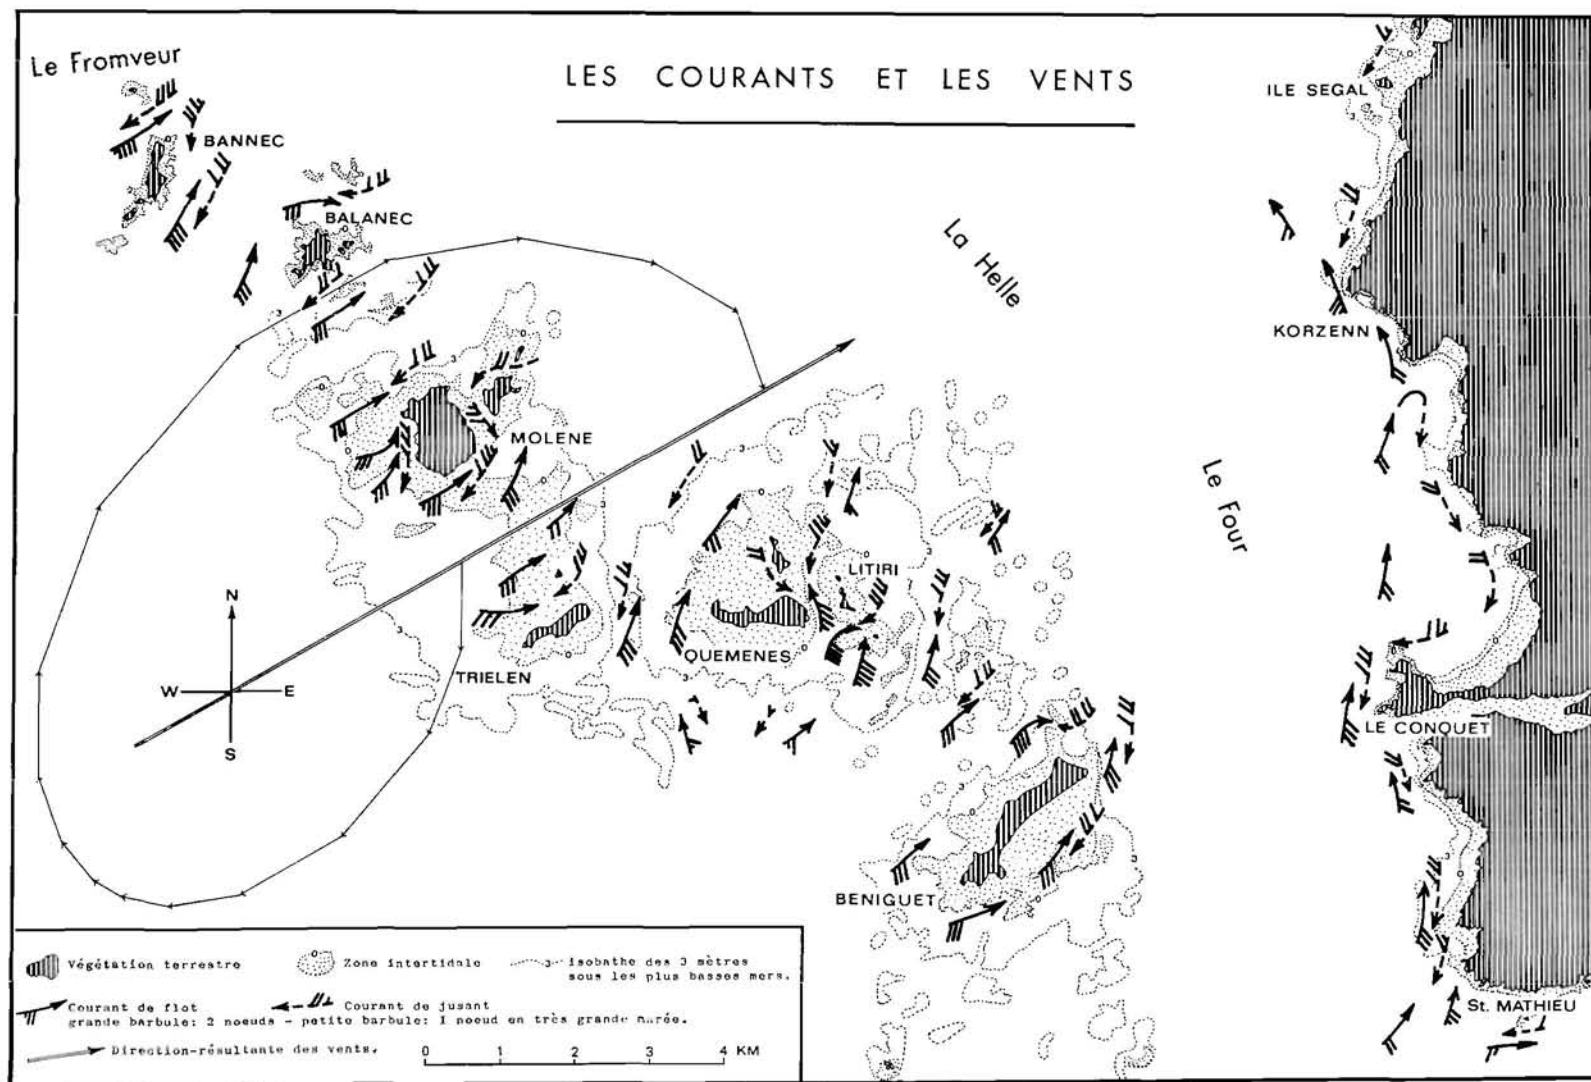 LES COURANTS ET LES VENTS
Le Fromveur
BANNEC
BALANEC
ILE SEGAL
La Helle
KORZENN
MOLENE
Le Four
LITIRI
N
W E
S
TRIELEN
QUEMENES
LE CONQUET
BENIGUET
St. MATHIEU
Végétation terrestre
Zone intertidale
isobathe des 3 mètres
sous les plus basses mers.
Courant de flot
Courant de jusant
grande barbule: 2 noeuds - petite barbule: 1 noeud en très grande marée.
Direction-résultante des vents.
0 1 2 3 4 KM